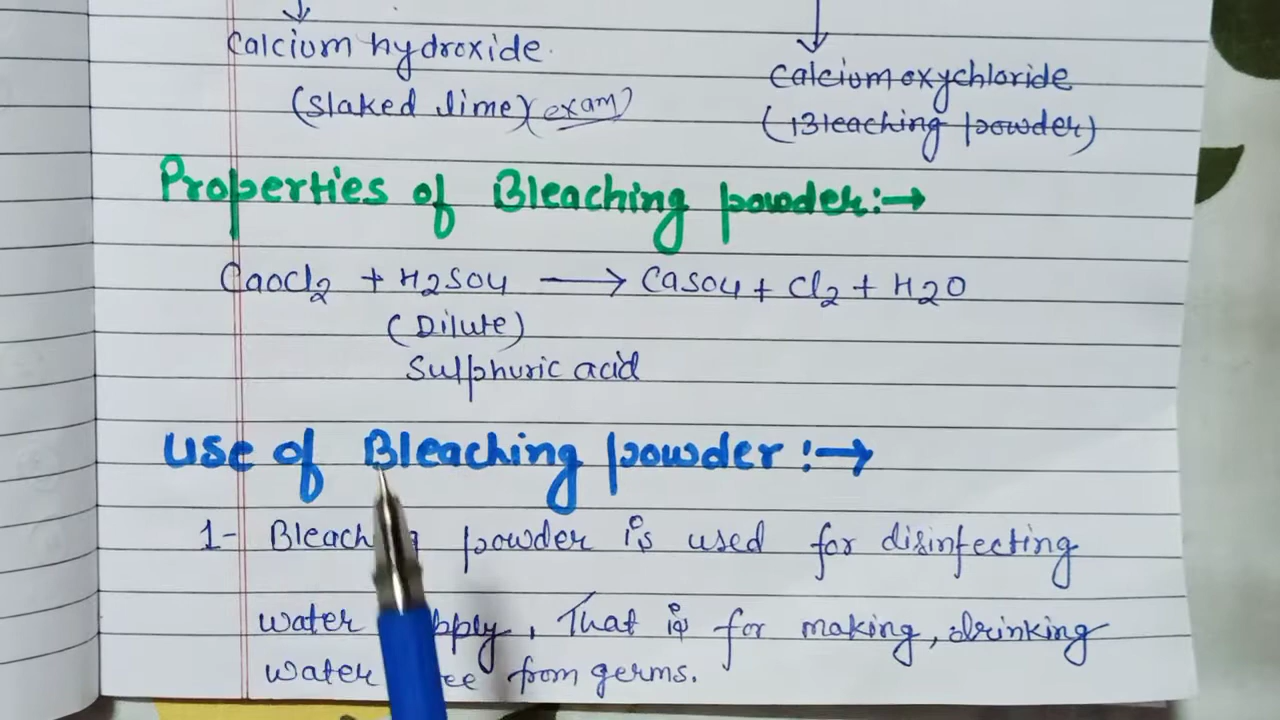 Calcium hydroxide.
(Slaked lime) (exam)
Calcium oxychloride
(Bleaching powder)
Properties of Bleaching powder:→
CaOCl2 + H2SO4 → CaSO4 + Cl2 + H2O
(Dilute)
Sulphuric acid
Use of Bleaching powder:→
1- Bleach powder is used for disinfecting
water pply, That is for making, drinking
water ee from germs.